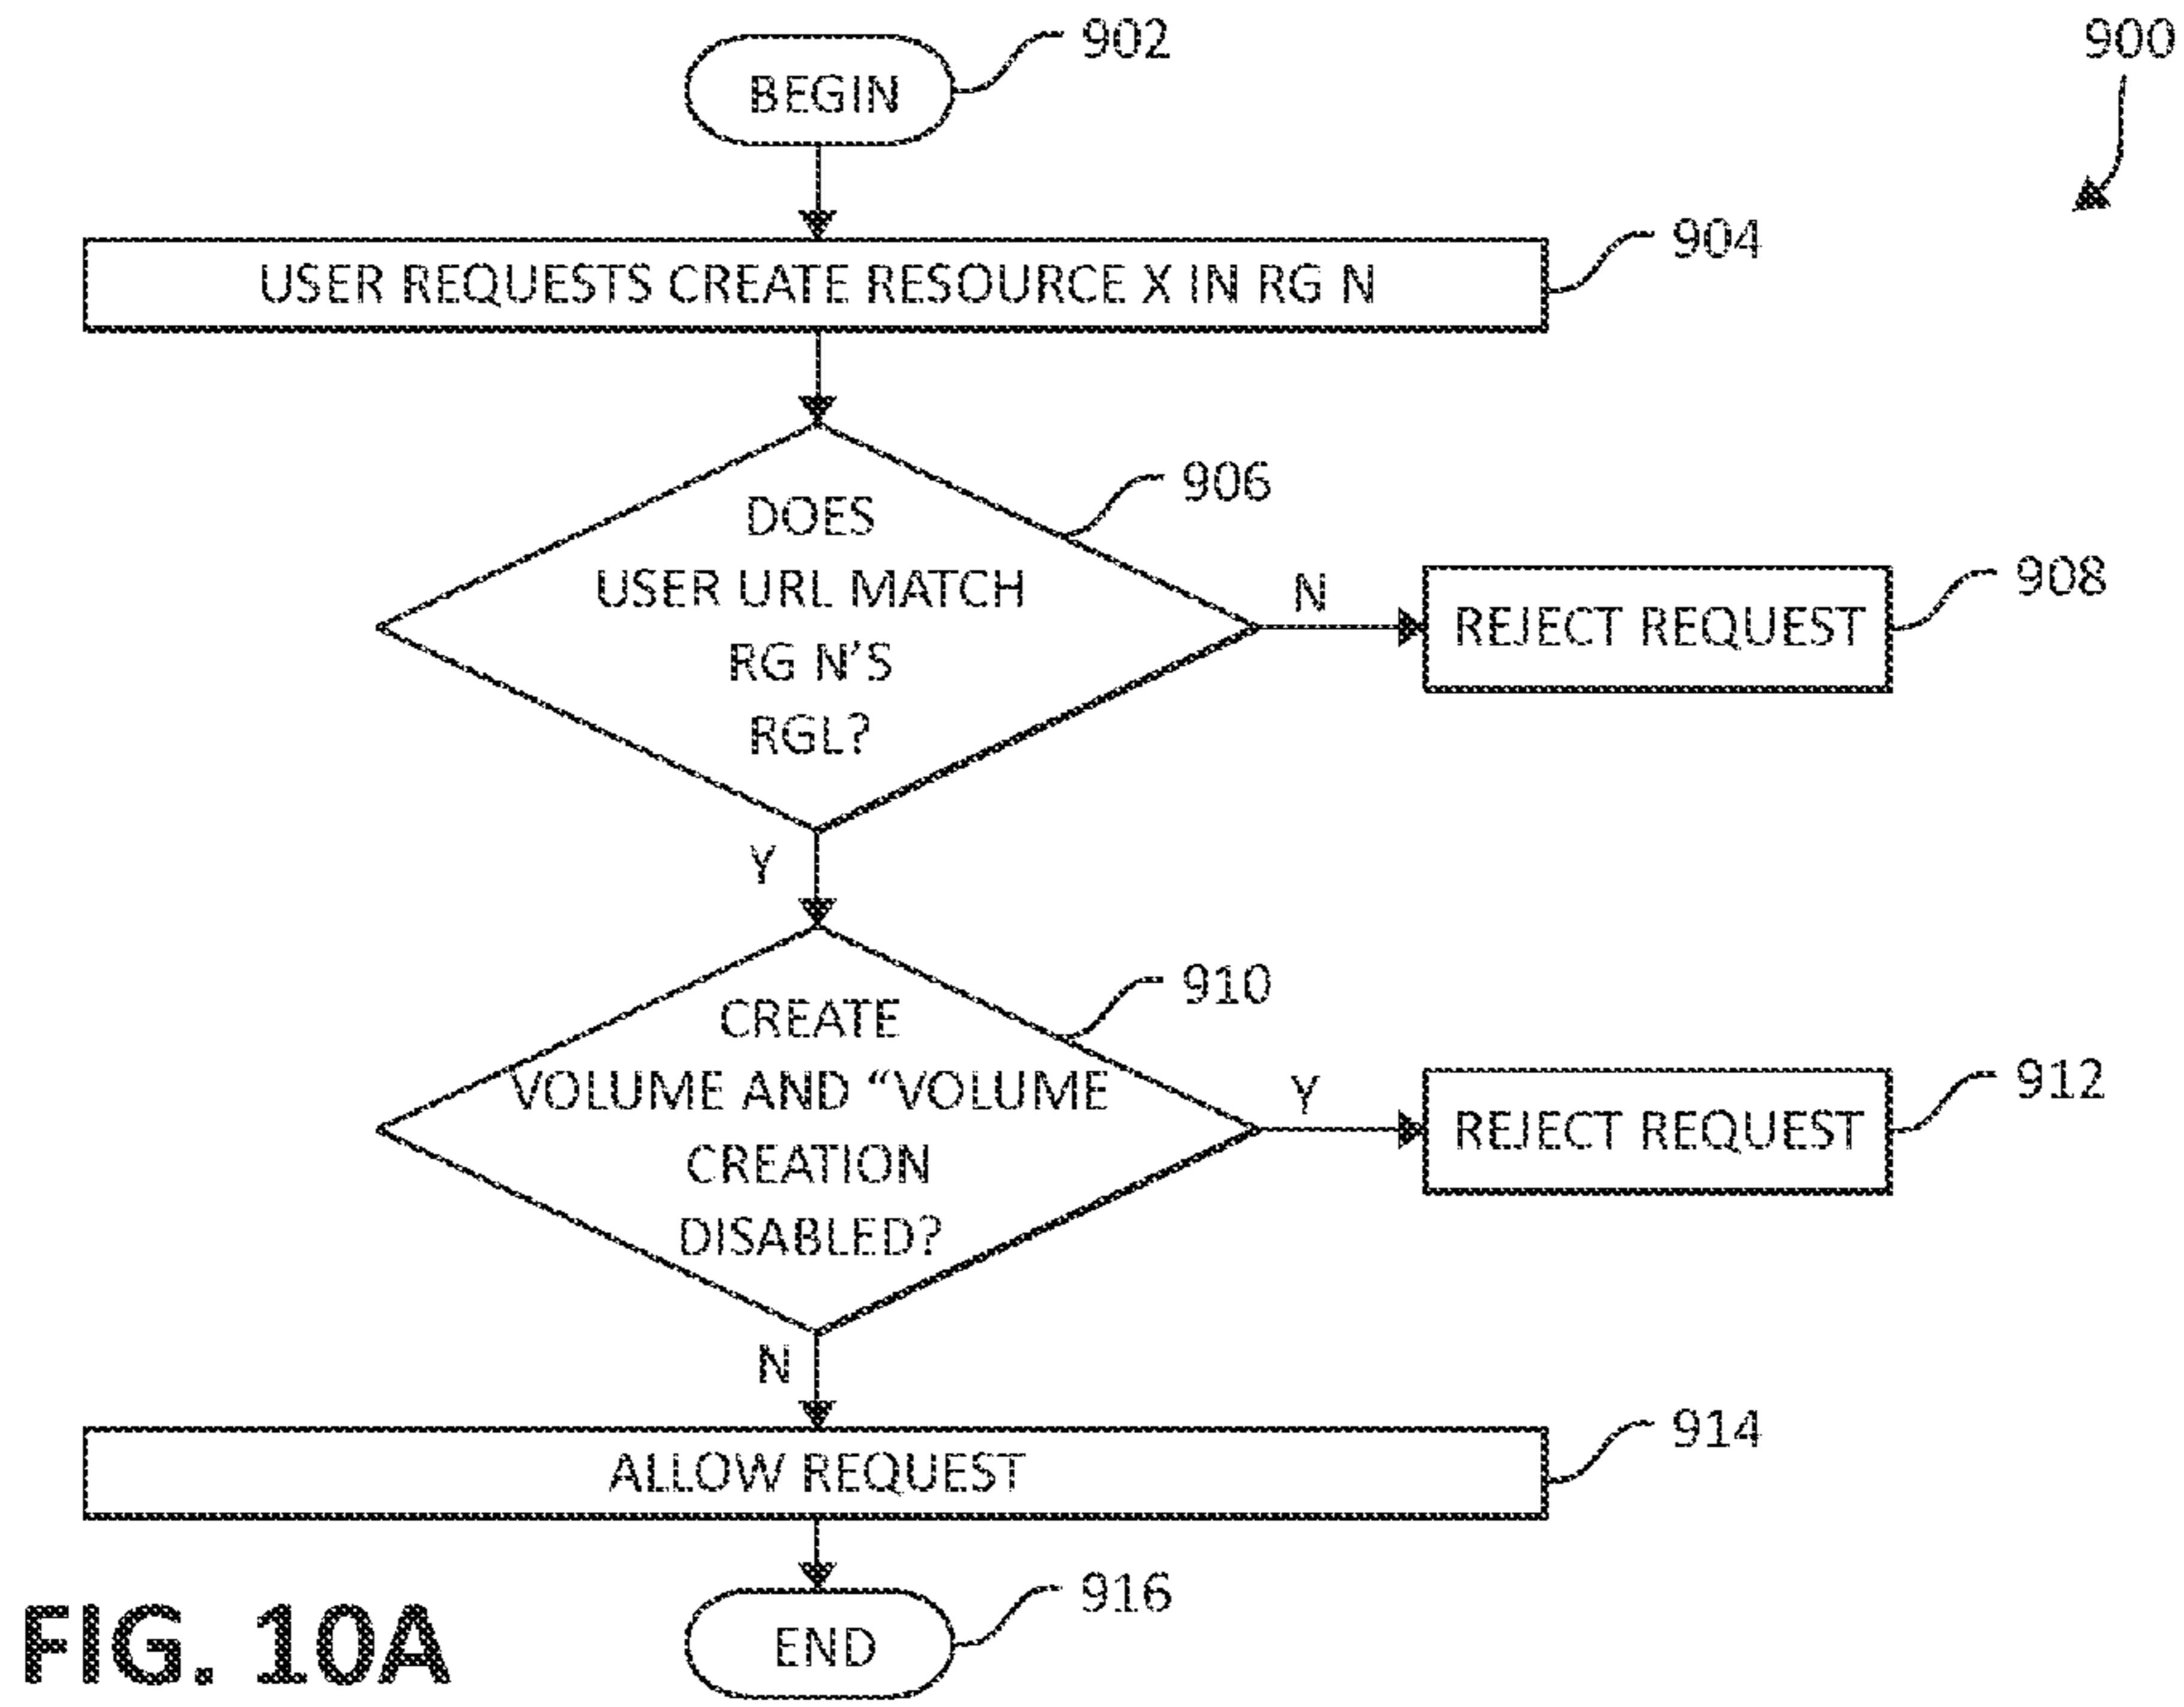 902
900
BEGIN
904
USER REQUESTS CREATE RESOURCE X IN RG N
906
DOES
USER URL MATCH
RG N'S
RGL?
N
908
REJECT REQUEST
Y
910
CREATE
VOLUME AND “VOLUME
CREATION
DISABLED?
Y
912
REJECT REQUEST
N
914
ALLOW REQUEST
916
END
FIG. 10A